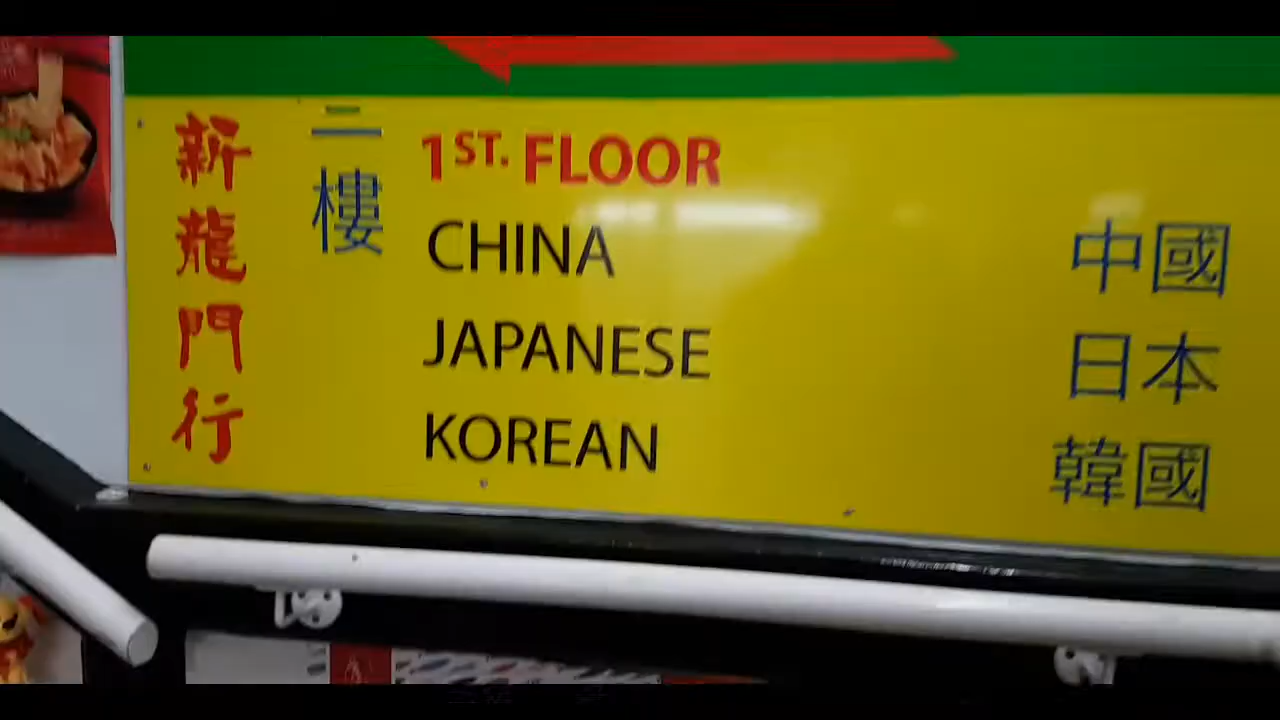 新龍門行
二樓
1ST. FLOOR
CHINA 中國
JAPANESE 日本
KOREAN 韓國